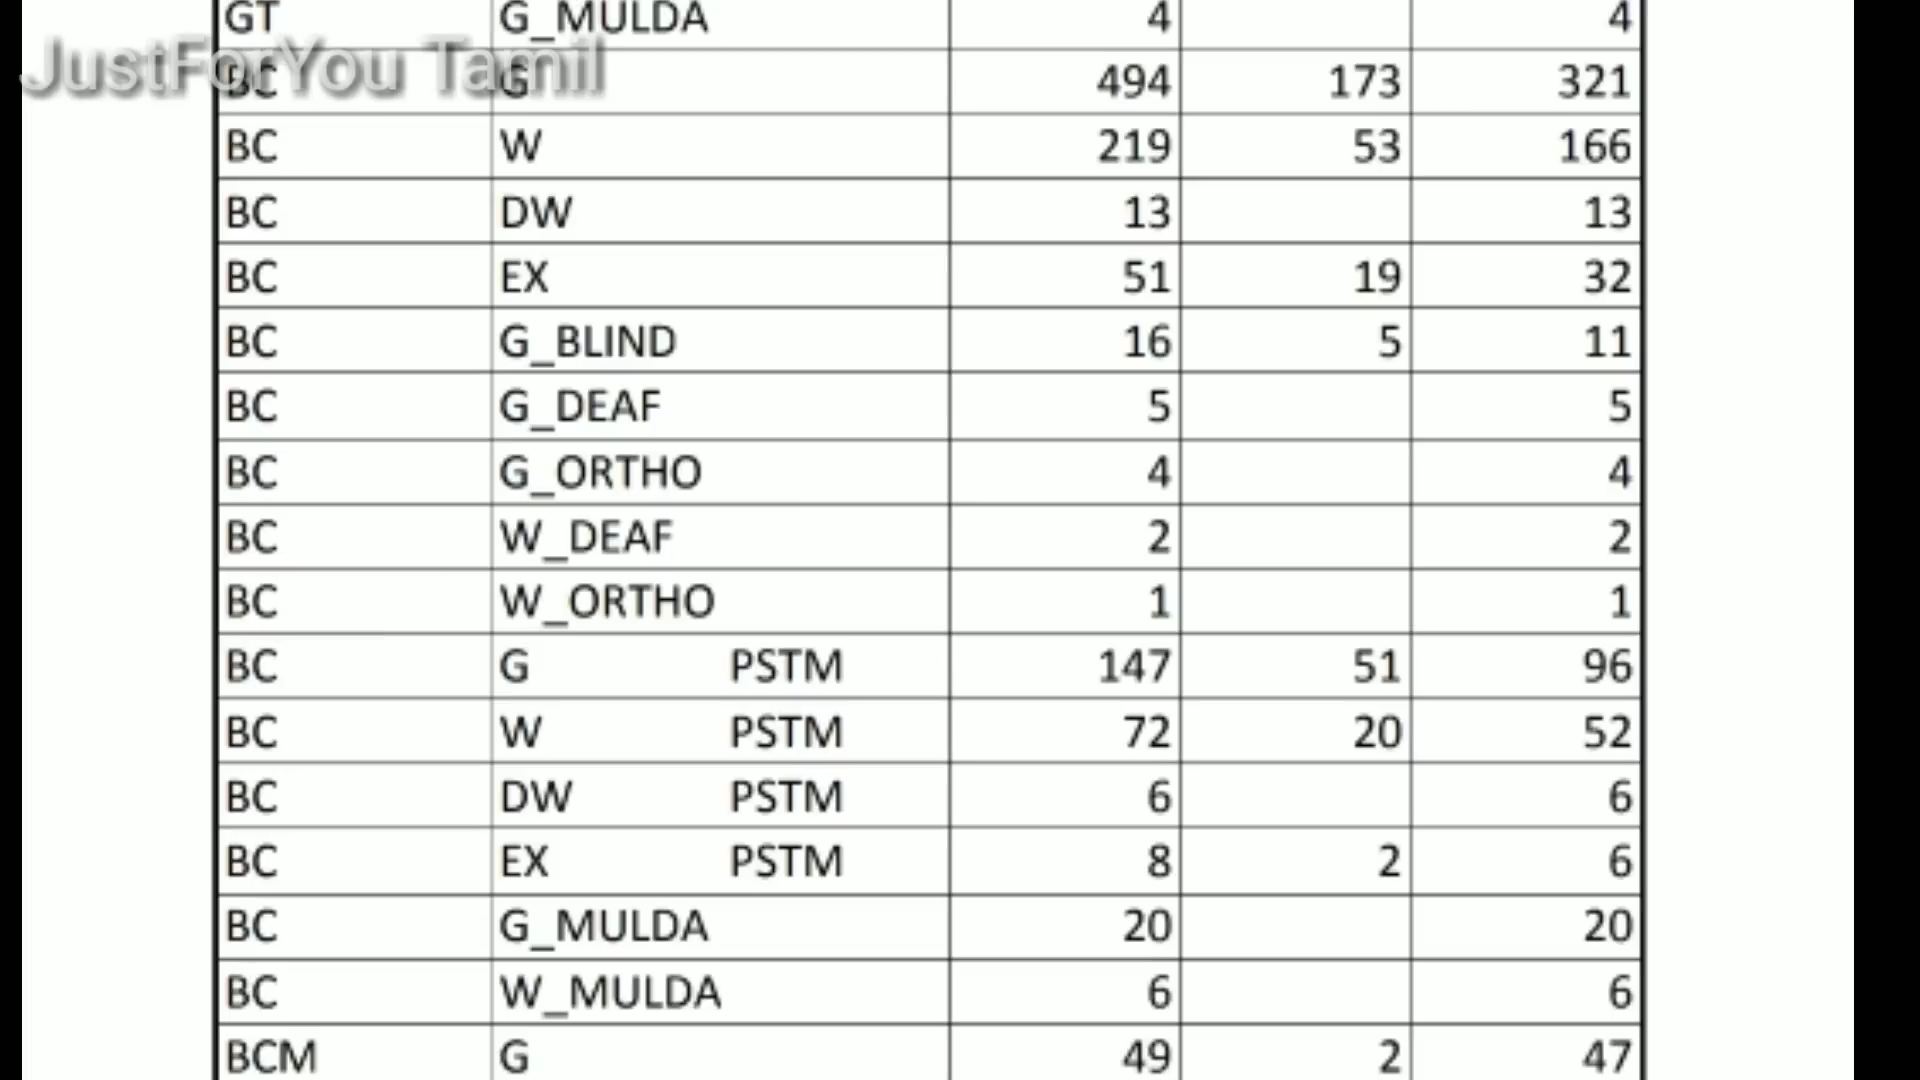 GT G_MULDA 4 4
JustForYou Tamil
BC G 494 173 321
BC W 219 53 166
BC DW 13 13
BC EX 51 19 32
BC G_BLIND 16 5 11
BC G_DEAF 5 5
BC G_ORTHO 4 4
BC W_DEAF 2 2
BC W_ORTHO 1 1
BC G PSTM 147 51 96
BC W PSTM 72 20 52
BC DW PSTM 6 6
BC EX PSTM 8 2 6
BC G_MULDA 20 20
BC W_MULDA 6 6
BCM G 49 2 47